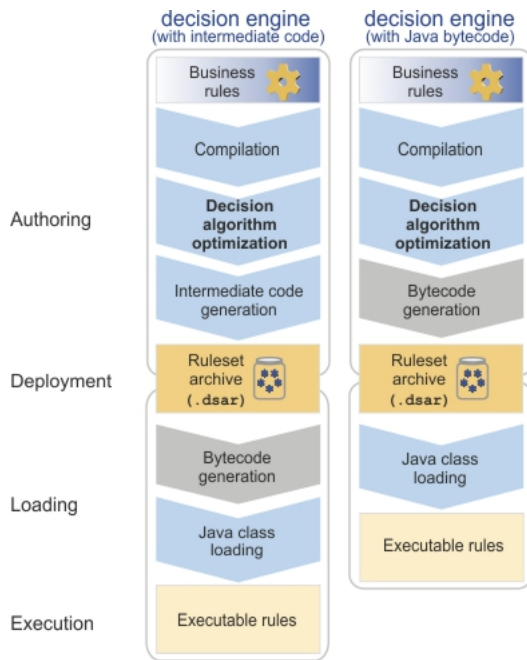 decision engine
(with intermediate code)
Business
rules
Compilation
Decision
algorithm
optimization
Intermediate code
generation
Ruleset
archive
(.dsar)
Bytecode
generation
Java class
loading
Executable rules
decision engine
(with Java bytecode)
Business
rules
Compilation
Decision
algorithm
optimization
Bytecode
generation
Ruleset
archive
(.dsar)
Java class
loading
Executable rules
Authoring
Deployment
Loading
Execution